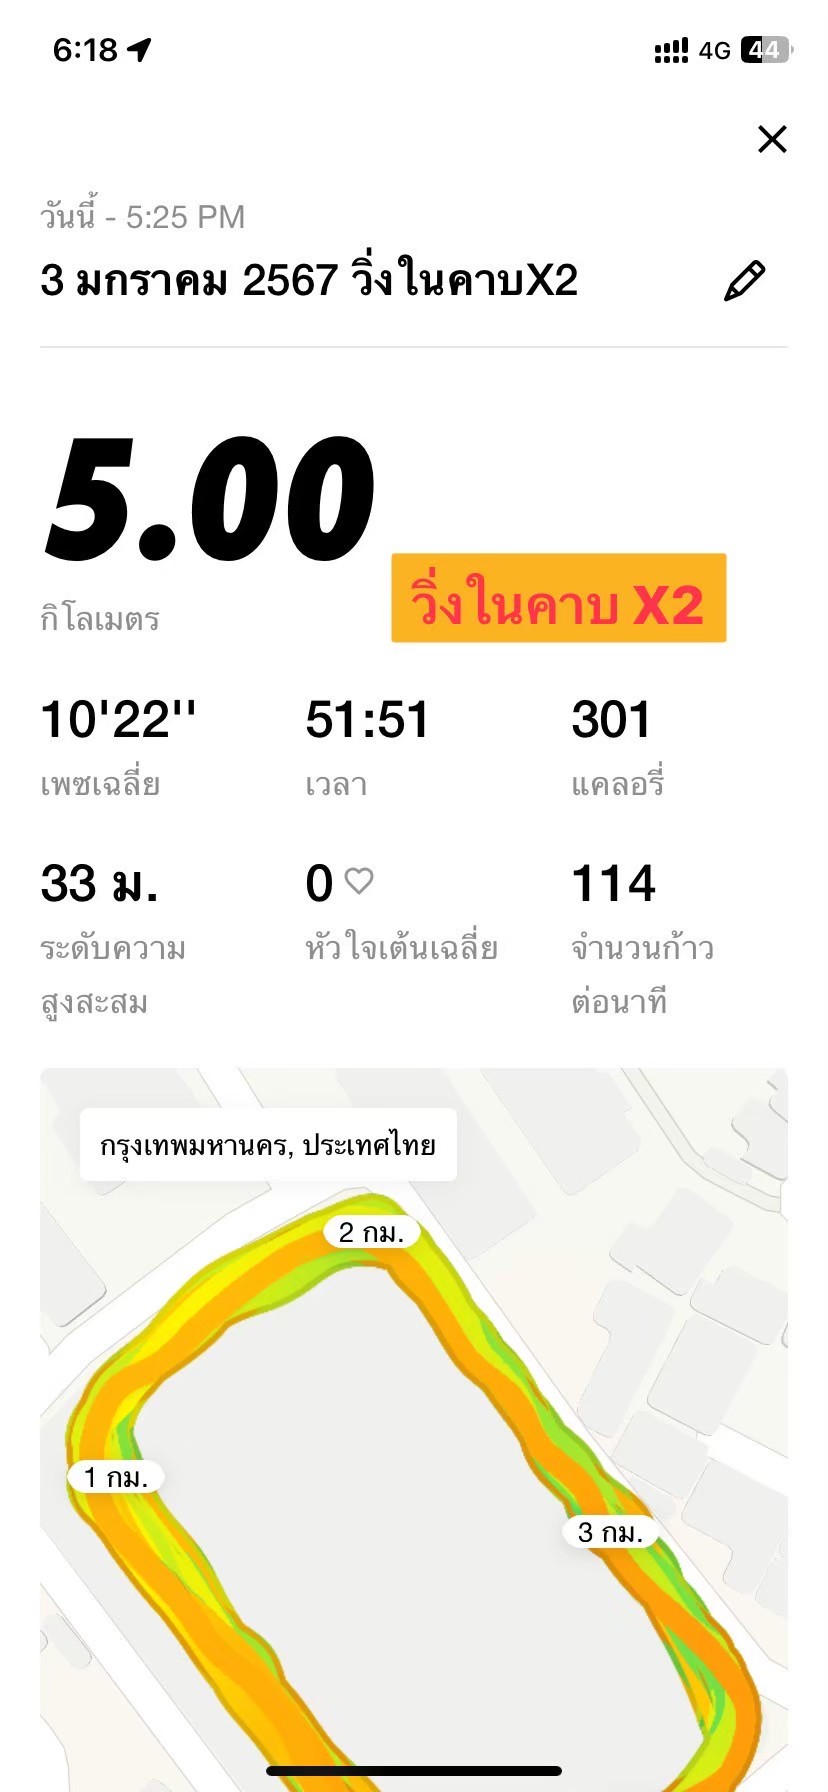 6:18
4G 44
วันนี้ - 5:25 PM
3 มกราคม 2567 วิ่งในคาบX2
5.00
กิโลเมตร
วิ่งในคาบ X2
10'22'' 51:51 301
เพซเฉลี่ย เวลา แคลอรี่
33 ม. 0 114
ระดับความ หัวใจเต้นเฉลี่ย จำนวนก้าว
สูงสะสม ต่อนาที
กรุงเทพมหานคร, ประเทศไทย
2 กม.
1 กม.
3 กม.